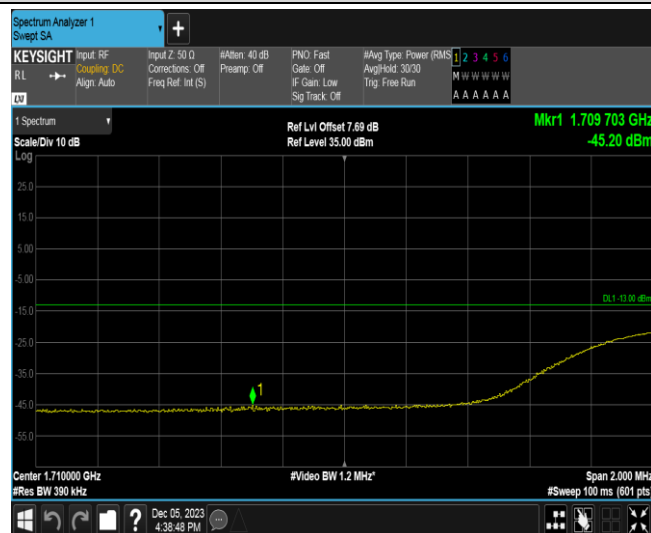 Spectrum Analyzer 1
Swept SA
+
KEYSIGHT
RL
Input: RF
Coupling: DC
Align: Auto
Input Z: 50 Ω
Corrections: Off
Freq Ref: Int (S)
#Atten: 40 dB
Preamp: Off
PNO: Fast
Gate: Off
IF Gain: Low
Sig Track: Off
#Avg Type: Power (RMS
Avg|Hold: 30/30
Trig: Free Run
1 2 3 4 5 6
M W W W W W
A A A A A A
1 Spectrum
Scale/Div 10 dB
Log
Ref Lvl Offset 7.69 dB
Ref Level 35.00 dBm
Mkr1 1.709 703 GHz
-45.20 dBm
25.0
15.0
5.00
-5.00
DL1 -13.00 dBm
-15.0
-25.0
-35.0
1
-45.0
-55.0
Center 1.710000 GHz
#Res BW 390 kHz
#Video BW 1.2 MHz*
Span 2.000 MHz
#Sweep 100 ms (601 pts)
?
Dec 05, 2023
4:38:48 PM